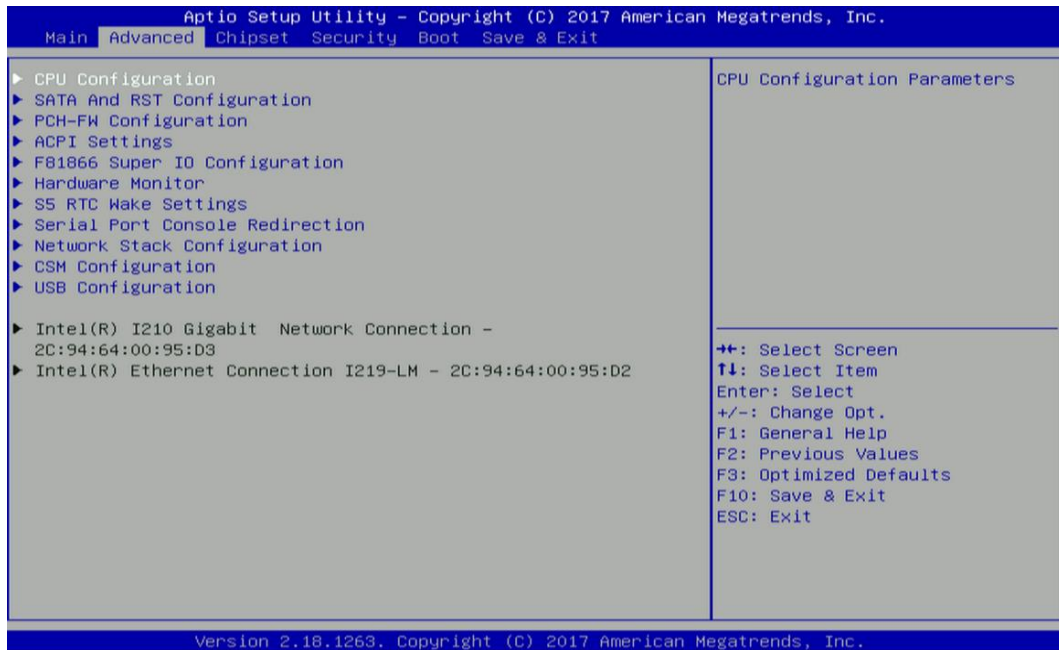 Aptio Setup Utility – Copyright (C) 2017 American Megatrends, Inc.
Main Advanced Chipset Security Boot Save & Exit
▶ CPU Configuration
▶ SATA And RST Configuration
▶ PCH-FW Configuration
▶ ACPI Settings
▶ F81866 Super IO Configuration
▶ Hardware Monitor
▶ S5 RTC Wake Settings
▶ Serial Port Console Redirection
▶ Network Stack Configuration
▶ CSM Configuration
▶ USB Configuration
▶ Intel(R) I210 Gigabit  Network Connection –
2C:94:64:00:95:D3
▶ Intel(R) Ethernet Connection I219-LM – 2C:94:64:00:95:D2
CPU Configuration Parameters
→←: Select Screen
↑↓: Select Item
Enter: Select
+/-: Change Opt.
F1: General Help
F2: Previous Values
F3: Optimized Defaults
F10: Save & Exit
ESC: Exit
Version 2.18.1263. Copyright (C) 2017 American Megatrends, Inc.